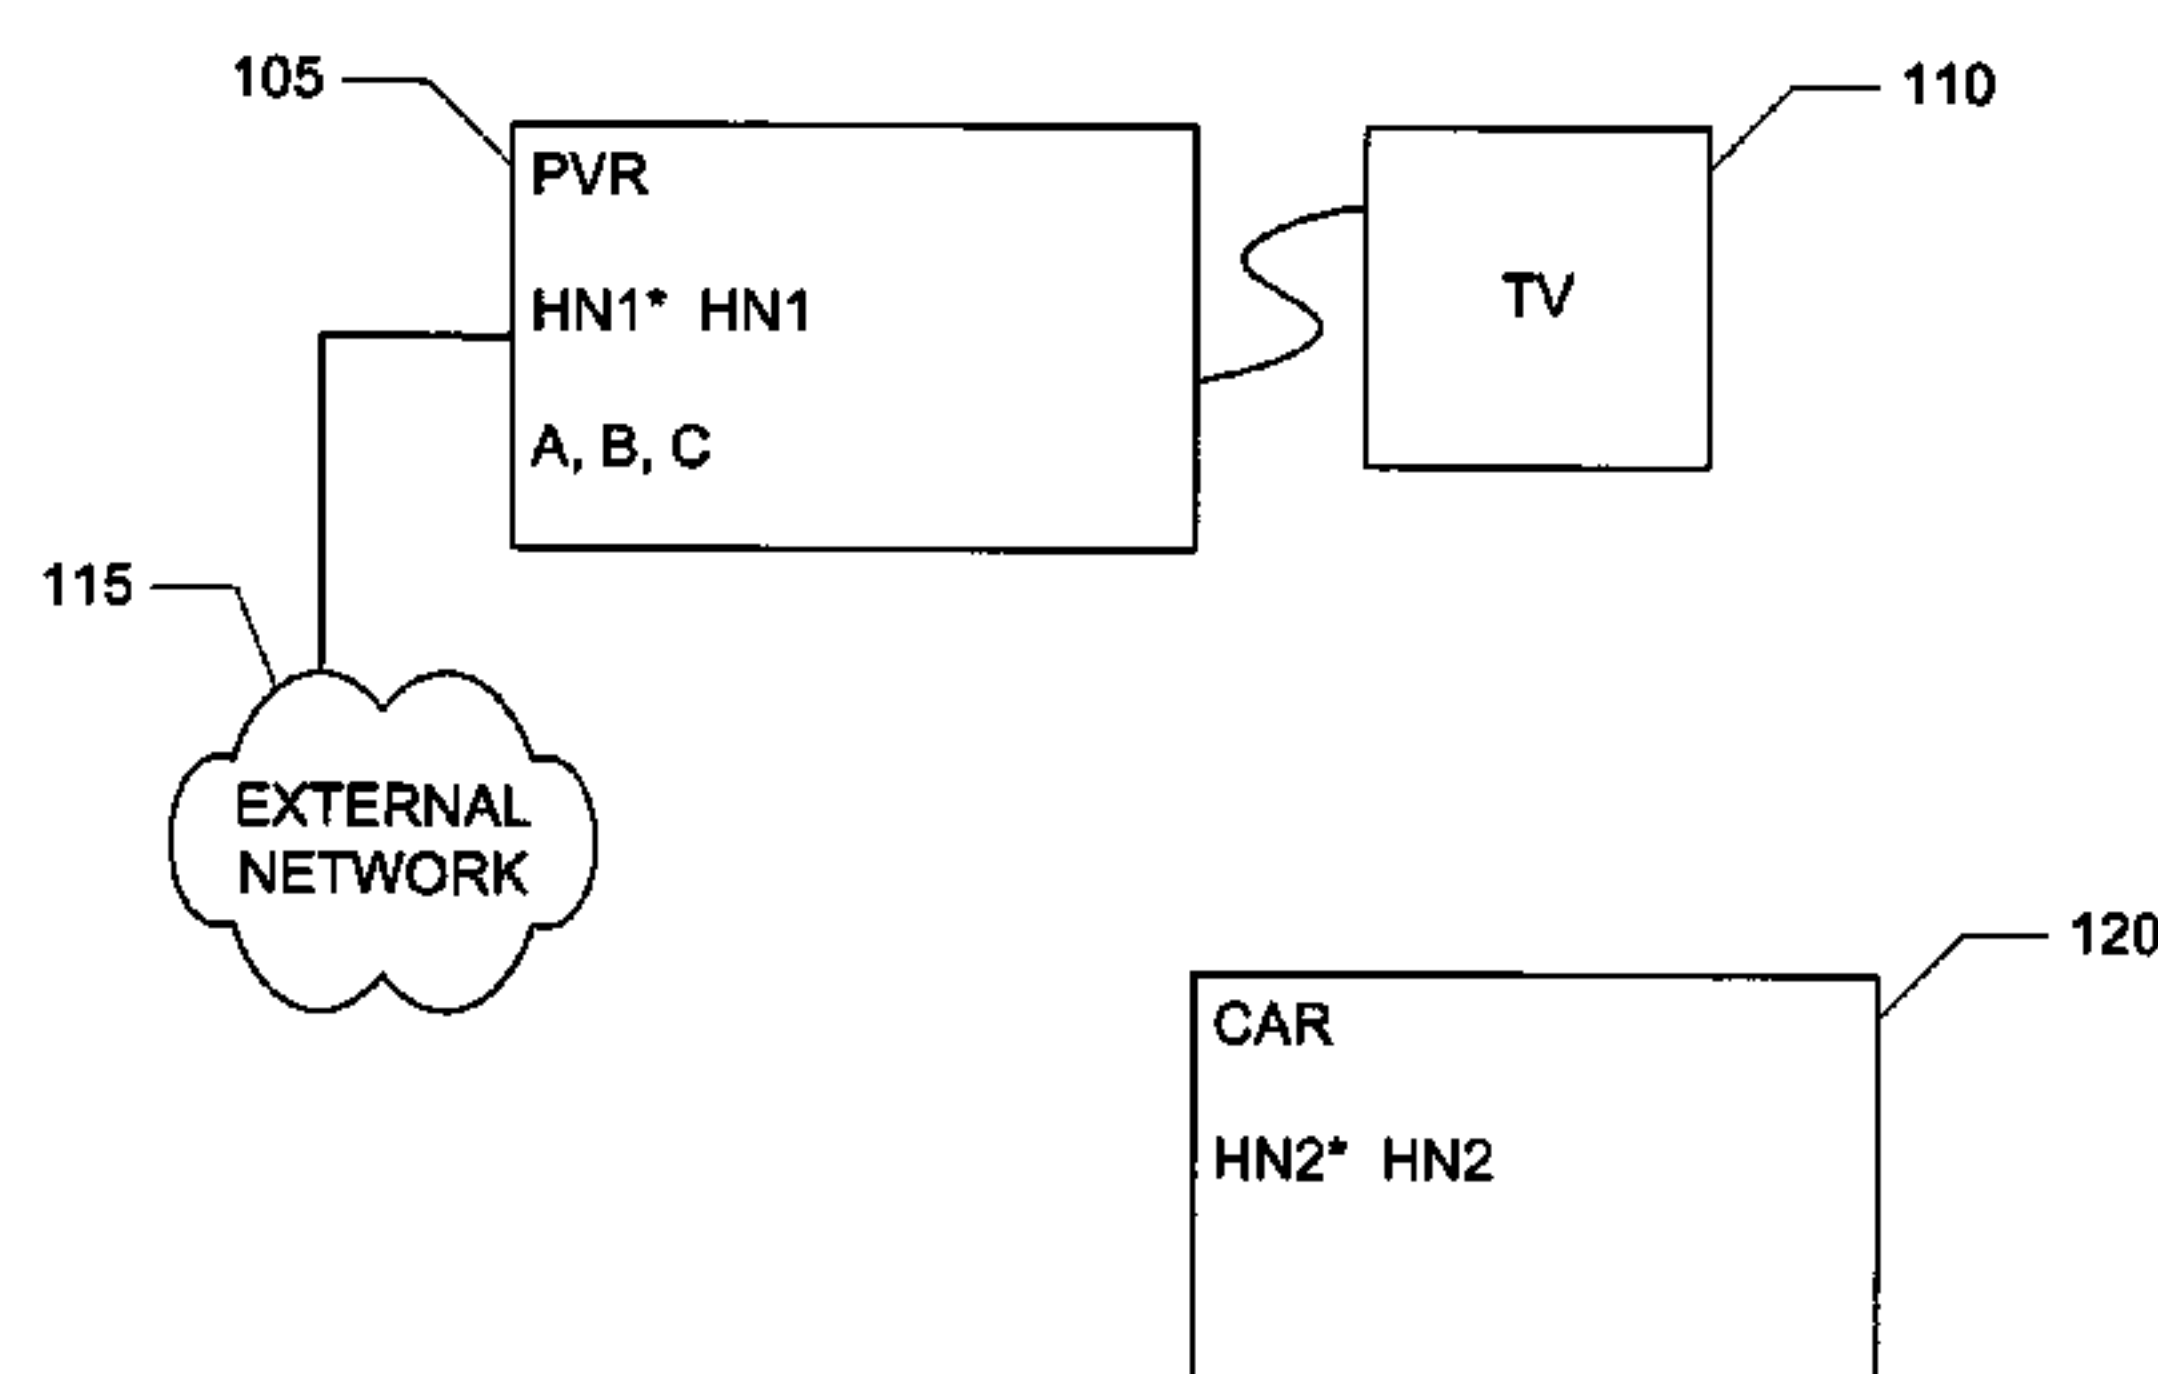 105
110
PVR
HN1* HN1
TV
A, B, C
115
EXTERNAL
NETWORK
120
CAR
HN2* HN2